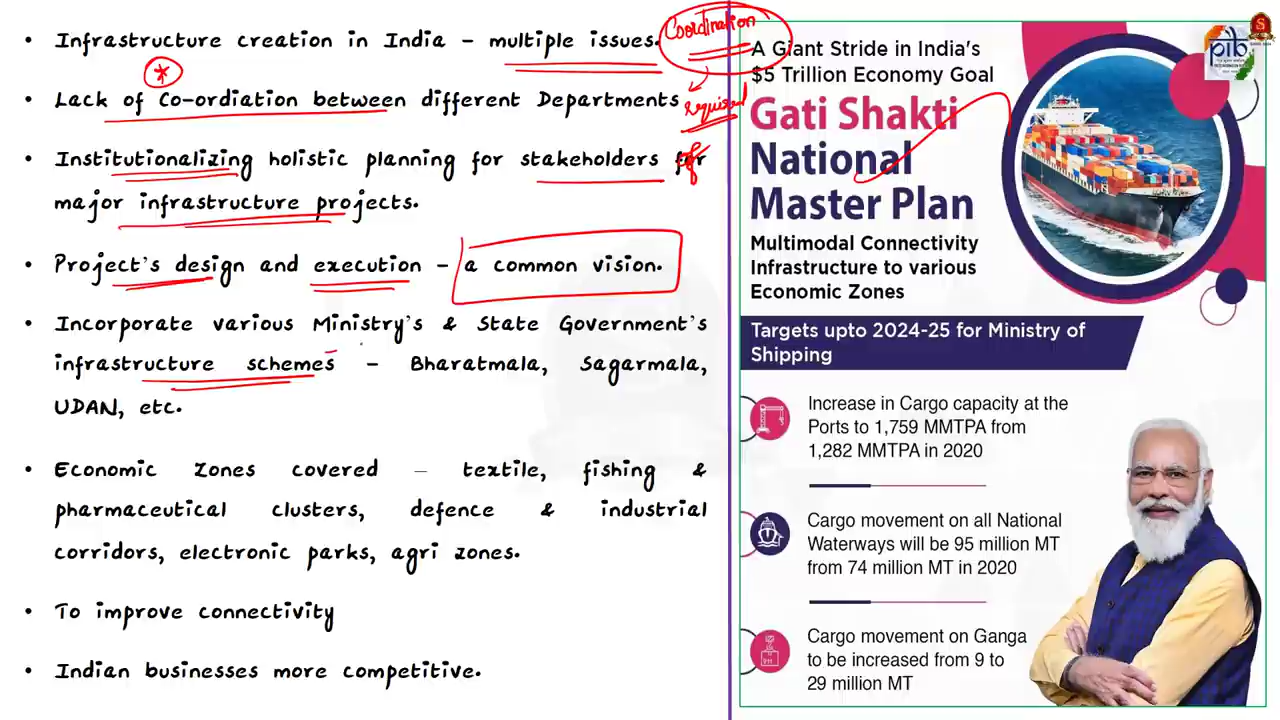 • Infrastructure creation in India – multiple issues.
• Lack of Co-ordiation between different Departments
• Institutionalizing holistic planning for stakeholders for
major infrastructure projects.
• Project's design and execution – a common vision.
• Incorporate various Ministry's & State Government's
infrastructure schemes – Bharatmala, Sagarmala,
UDAN, etc.
• Economic zones covered – textile, fishing &
pharmaceutical clusters, defence & industrial
corridors, electronic parks, agri zones.
• To improve connectivity
• Indian businesses more competitive.
Coordination
Required
pib
A Giant Stride in India's
$5 Trillion Economy Goal
Gati Shakti
National
Master Plan
Multimodal Connectivity
Infrastructure to various
Economic Zones
Targets upto 2024-25 for Ministry of
Shipping
Increase in Cargo capacity at the
Ports to 1,759 MMTPA from
1,282 MMTPA in 2020
Cargo movement on all National
Waterways will be 95 million MT
from 74 million MT in 2020
Cargo movement on Ganga
to be increased from 9 to
29 million MT